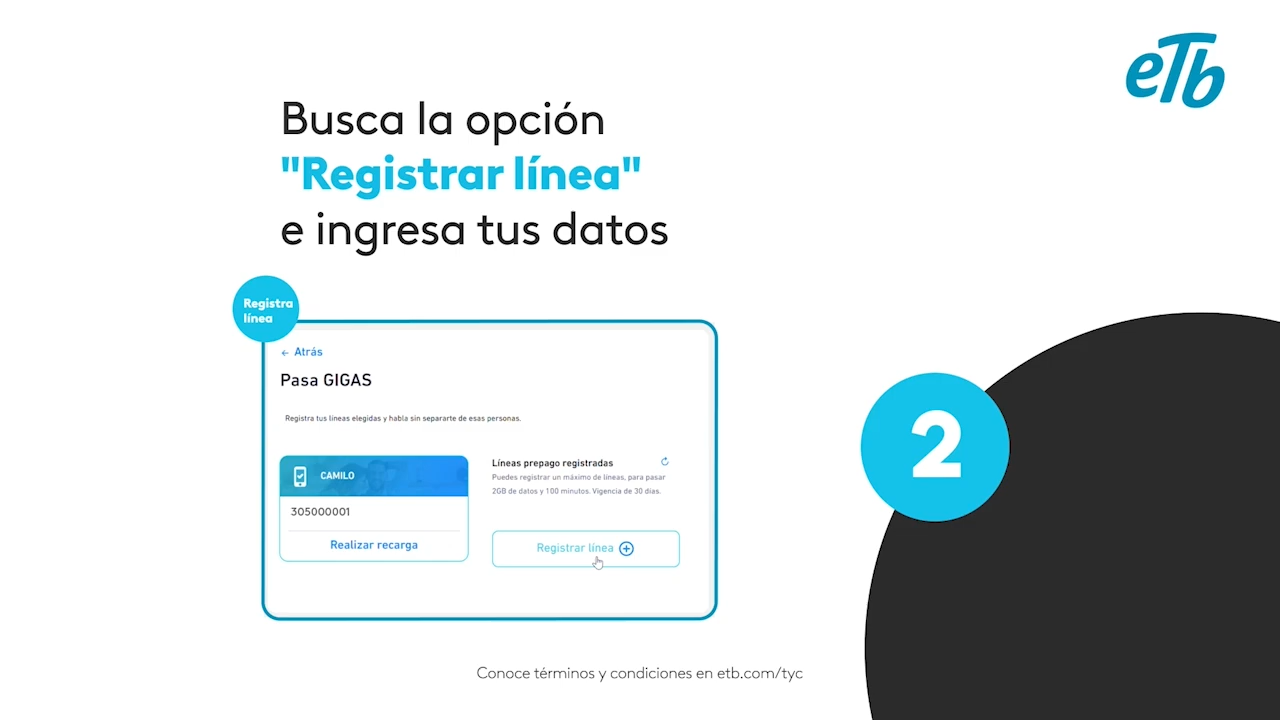 eTb
Busca la opción
"Registrar línea"
e ingresa tus datos
Registra
línea
← Atrás
Pasa GIGAS
Registra tus líneas elegidas y habla sin separarte de esas personas.
CAMILO
305000001
Realizar recarga
Líneas prepago registradas
Puedes registrar un máximo de líneas, para pasar
2GB de datos y 100 minutos. Vigencia de 30 días.
Registrar línea
2
Conoce términos y condiciones en etb.com/tyc